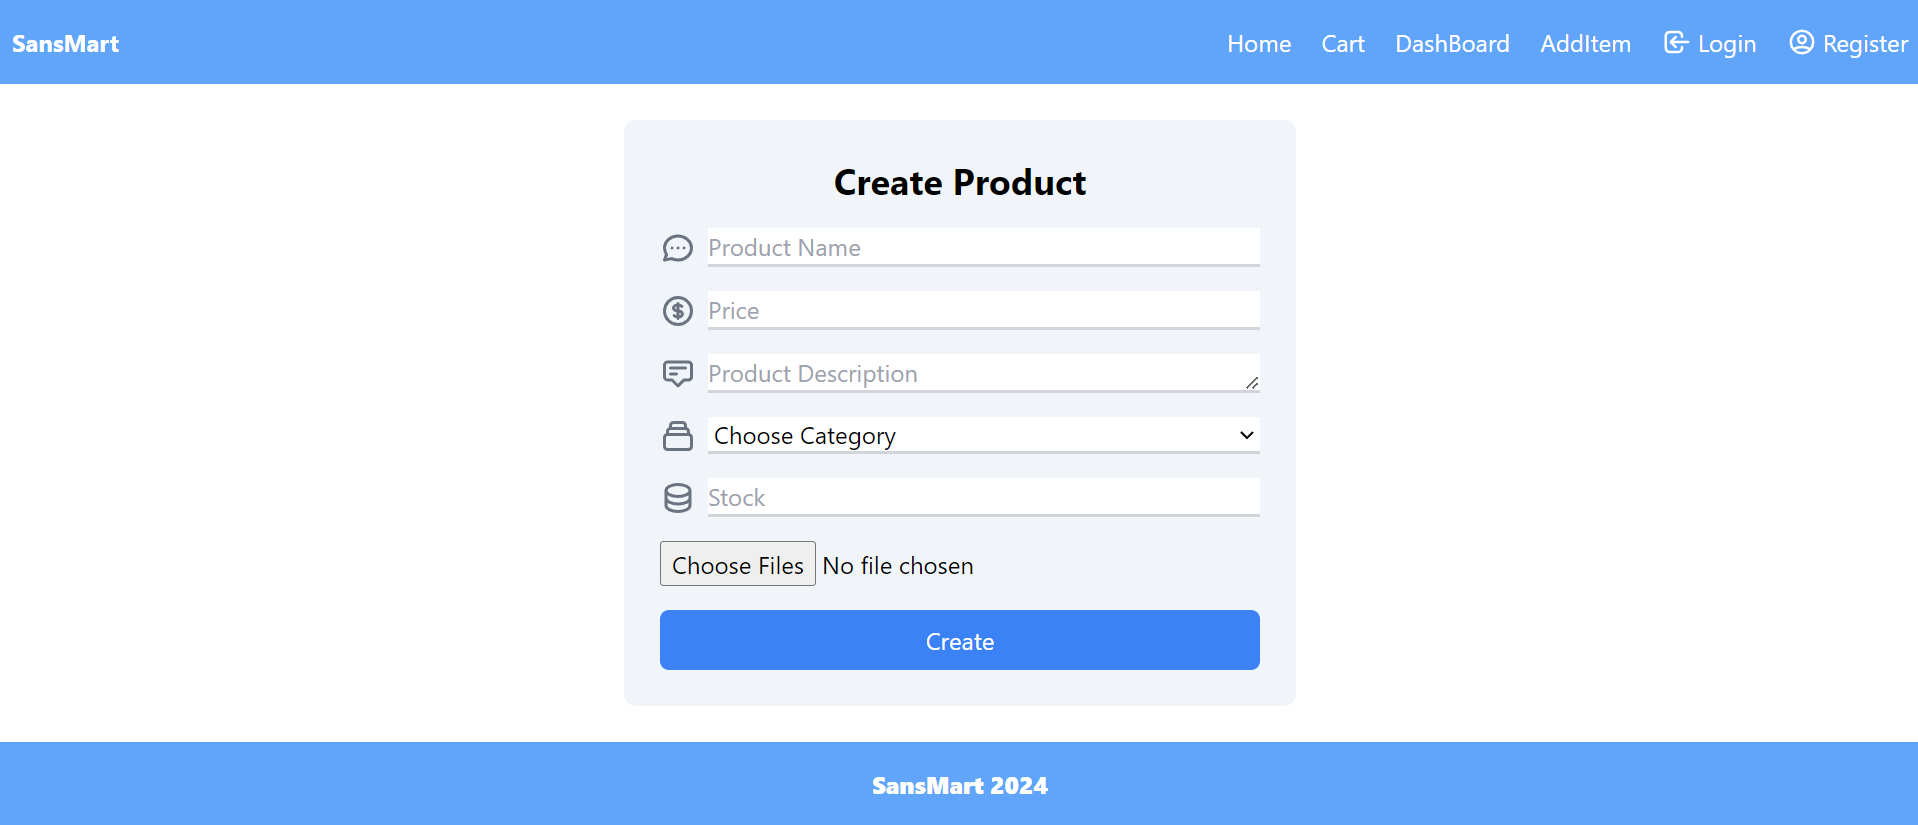 SansMart
Home Cart DashBoard AddItem Login Register
Create Product
Product Name
Price
Product Description
Choose Category
Stock
Choose Files No file chosen
Create
SansMart 2024